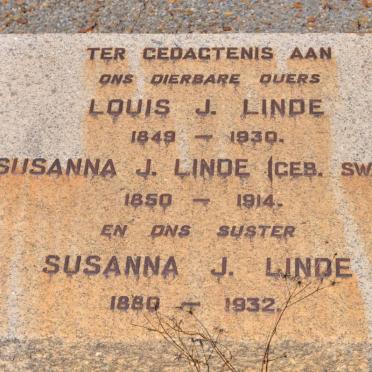 TER GEDAGTENIS AAN
ONS DIERBARE OUERS
LOUIS J. LINDE
1849 — 1930.
SUSANNA J. LINDE (GEB. SW
1850 — 1914.
EN ONS SUSTER
SUSANNA J. LINDE
1880 — 1932.